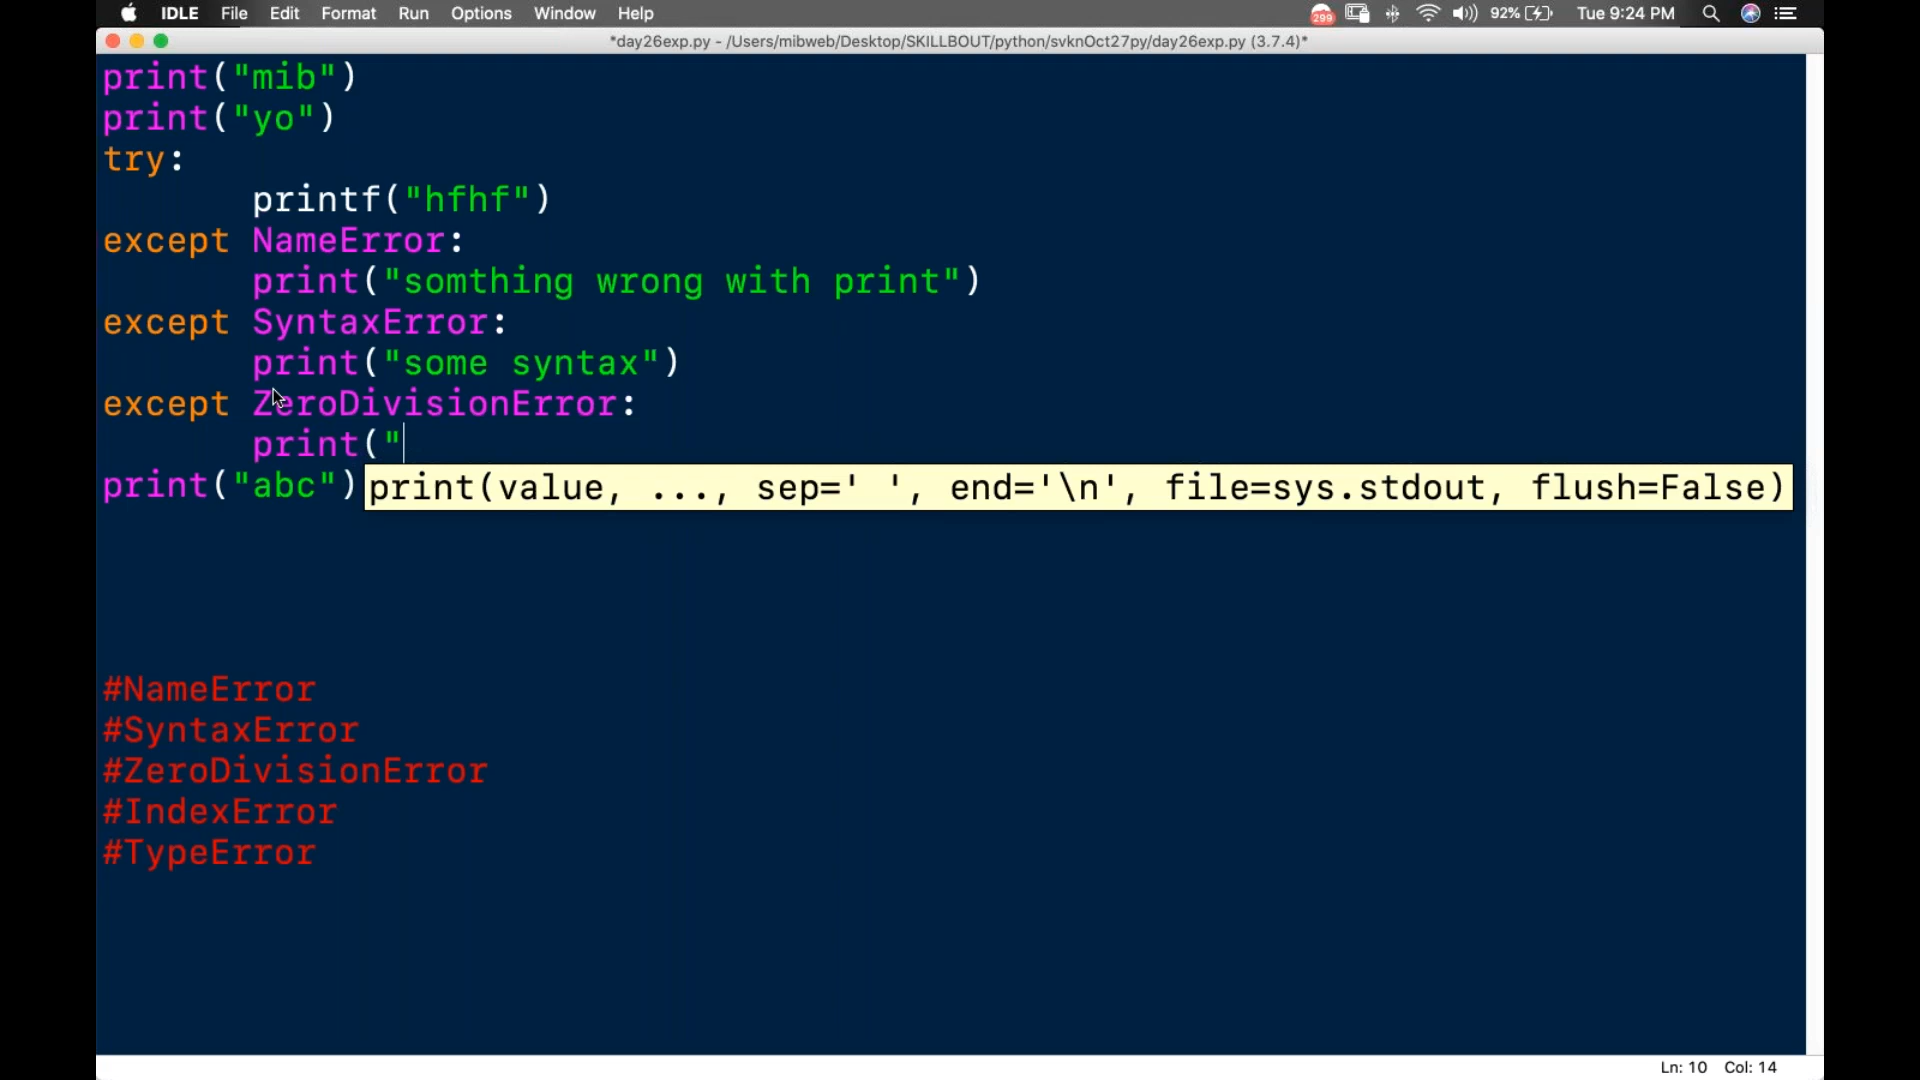 IDLE File Edit Format Run Options Window Help 299 92% Tue 9:24 PM
*day26exp.py - /Users/mibweb/Desktop/SKILLBOUT/python/svknOct27py/day26exp.py (3.7.4)*
print("mib")
print("yo")
try:
printf("hfhf")
except NameError:
print("somthing wrong with print")
except SyntaxError:
print("some syntax")
except ZeroDivisionError:
print("
print("abc")
print(value, ..., sep=' ', end='\n', file=sys.stdout, flush=False)
#NameError
#SyntaxError
#ZeroDivisionError
#IndexError
#TypeError
Ln: 10 Col: 14